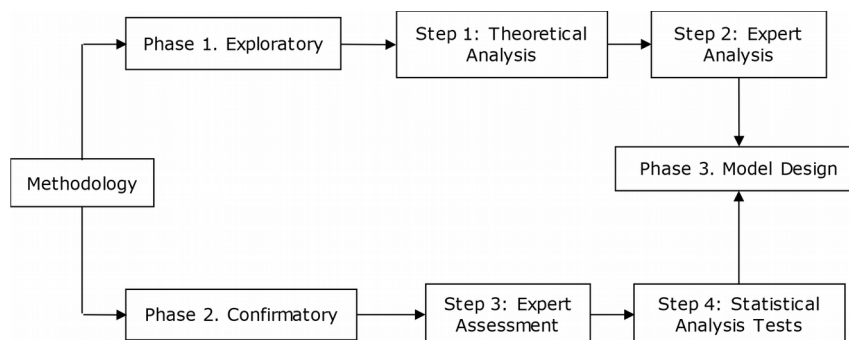 Phase 1. Exploratory
Step 1: Theoretical
Analysis
Step 2: Expert
Analysis
Methodology
Phase 3. Model Design
Phase 2. Confirmatory
Step 3: Expert
Assessment
Step 4: Statistical
Analysis Tests